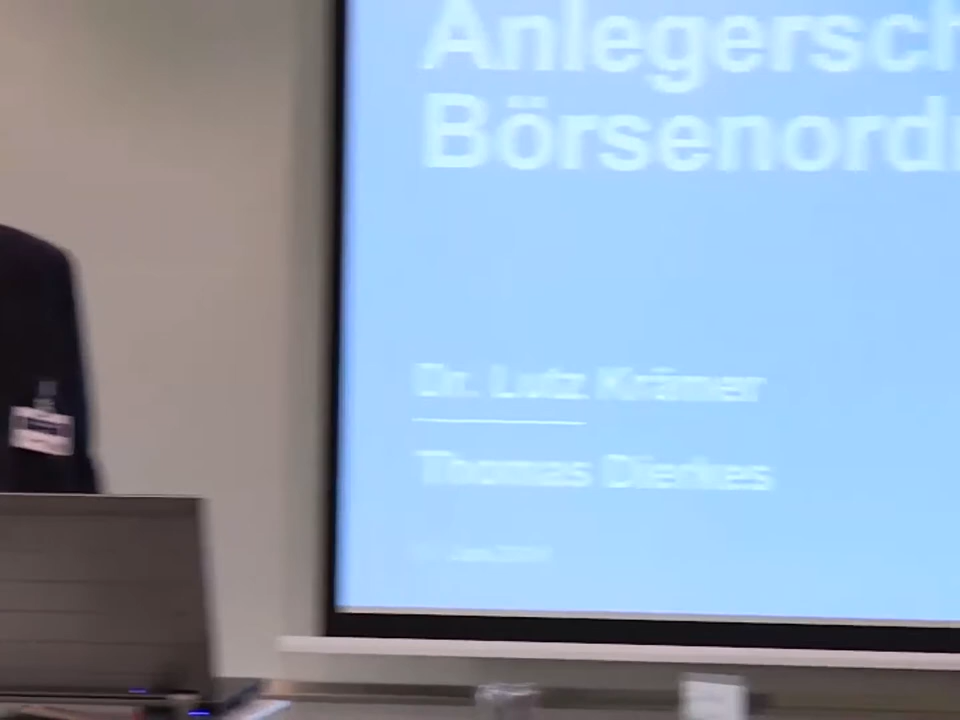 Anlegersch
Börsenord
Dr. Lutz Krämer
Thomas Dierkes